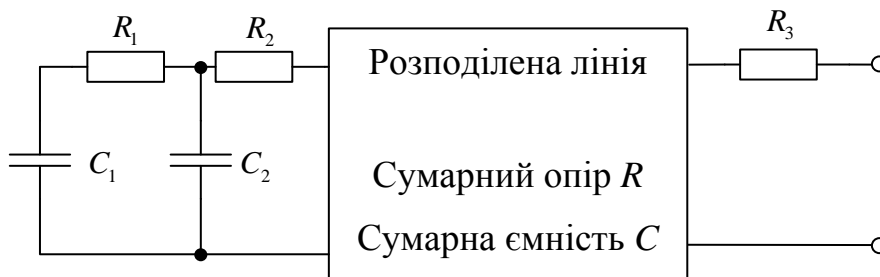 R₁
R₂
R₃
Розподілена лінія
C₁
C₂
Сумарний опір R
Сумарна ємність C